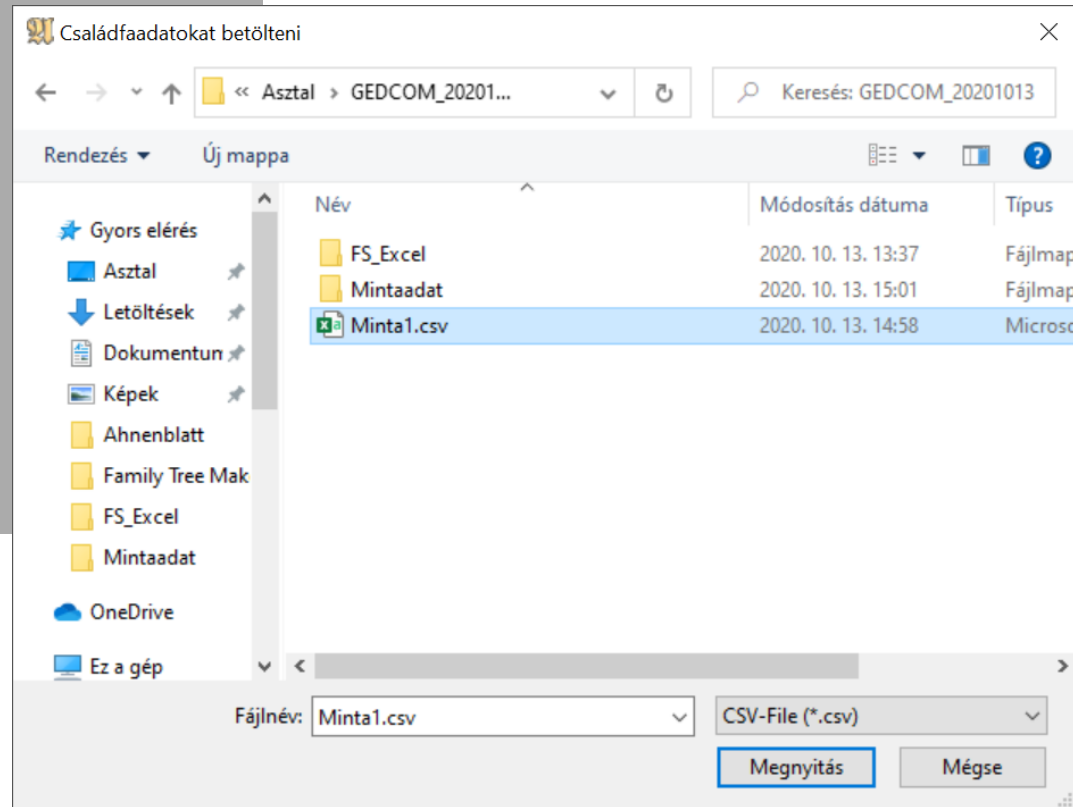 Családfaadatokat betölteni
« Asztal › GEDCOM_20201...
Keresés: GEDCOM_20201013
Rendezés
Új mappa
?
Név Módosítás dátuma Típus
FS_Excel 2020. 10. 13. 13:37 Fájlmap
Mintaadat 2020. 10. 13. 15:01 Fájlmap
Minta1.csv 2020. 10. 13. 14:58 Microso
Gyors elérés
Asztal
Letöltések
Dokumentum
Képek
Ahnenblatt
Family Tree Mak
FS_Excel
Mintaadat
OneDrive
Ez a gép
Fájlnév: Minta1.csv
CSV-File (*.csv)
Megnyitás
Mégse